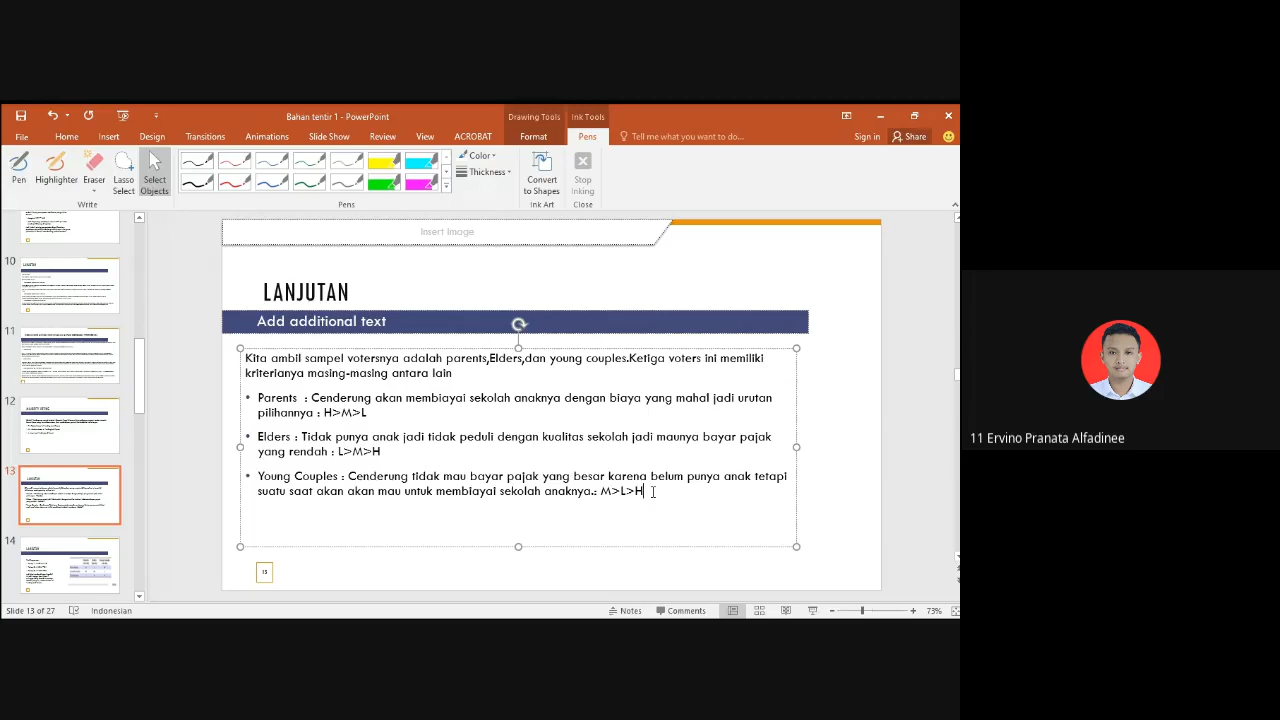 Bahan tentir 1 - PowerPoint
Drawing Tools
Ink Tools
File
Home
Insert
Design
Transitions
Animations
Slide Show
Review
View
ACROBAT
Format
Pens
Tell me what you want to do...
Sign in
Share
Pen
Highlighter
Eraser
Lasso
Select
Select
Objects
Color
Thickness
Convert
to Shapes
Stop
Inking
Write
Pens
Ink Art
Close
10
11
12
13
14
Insert Image
LANJUTAN
Add additional text
Kita ambil sampel votersnya adalah parents,Elders,dan young couples.Ketiga voters ini memiliki
kriterianya masing-masing antara lain
• Parents : Cenderung akan membiayai sekolah anaknya dengan biaya yang mahal jadi urutan
pilihannya : H>M>L
• Elders : Tidak punya anak jadi tidak peduli dengan kualitas sekolah jadi maunya bayar pajak
yang rendah : L>M>H
• Young Couples : Cenderung tidak mau bayar pajak yang besar karena belum punya anak tetapi
suatu saat akan akan mau untuk membiayai sekolah anaknya.: M>L>H
13
11 Ervino Pranata Alfadinee
Slide 13 of 27
Indonesian
Notes
Comments
73%